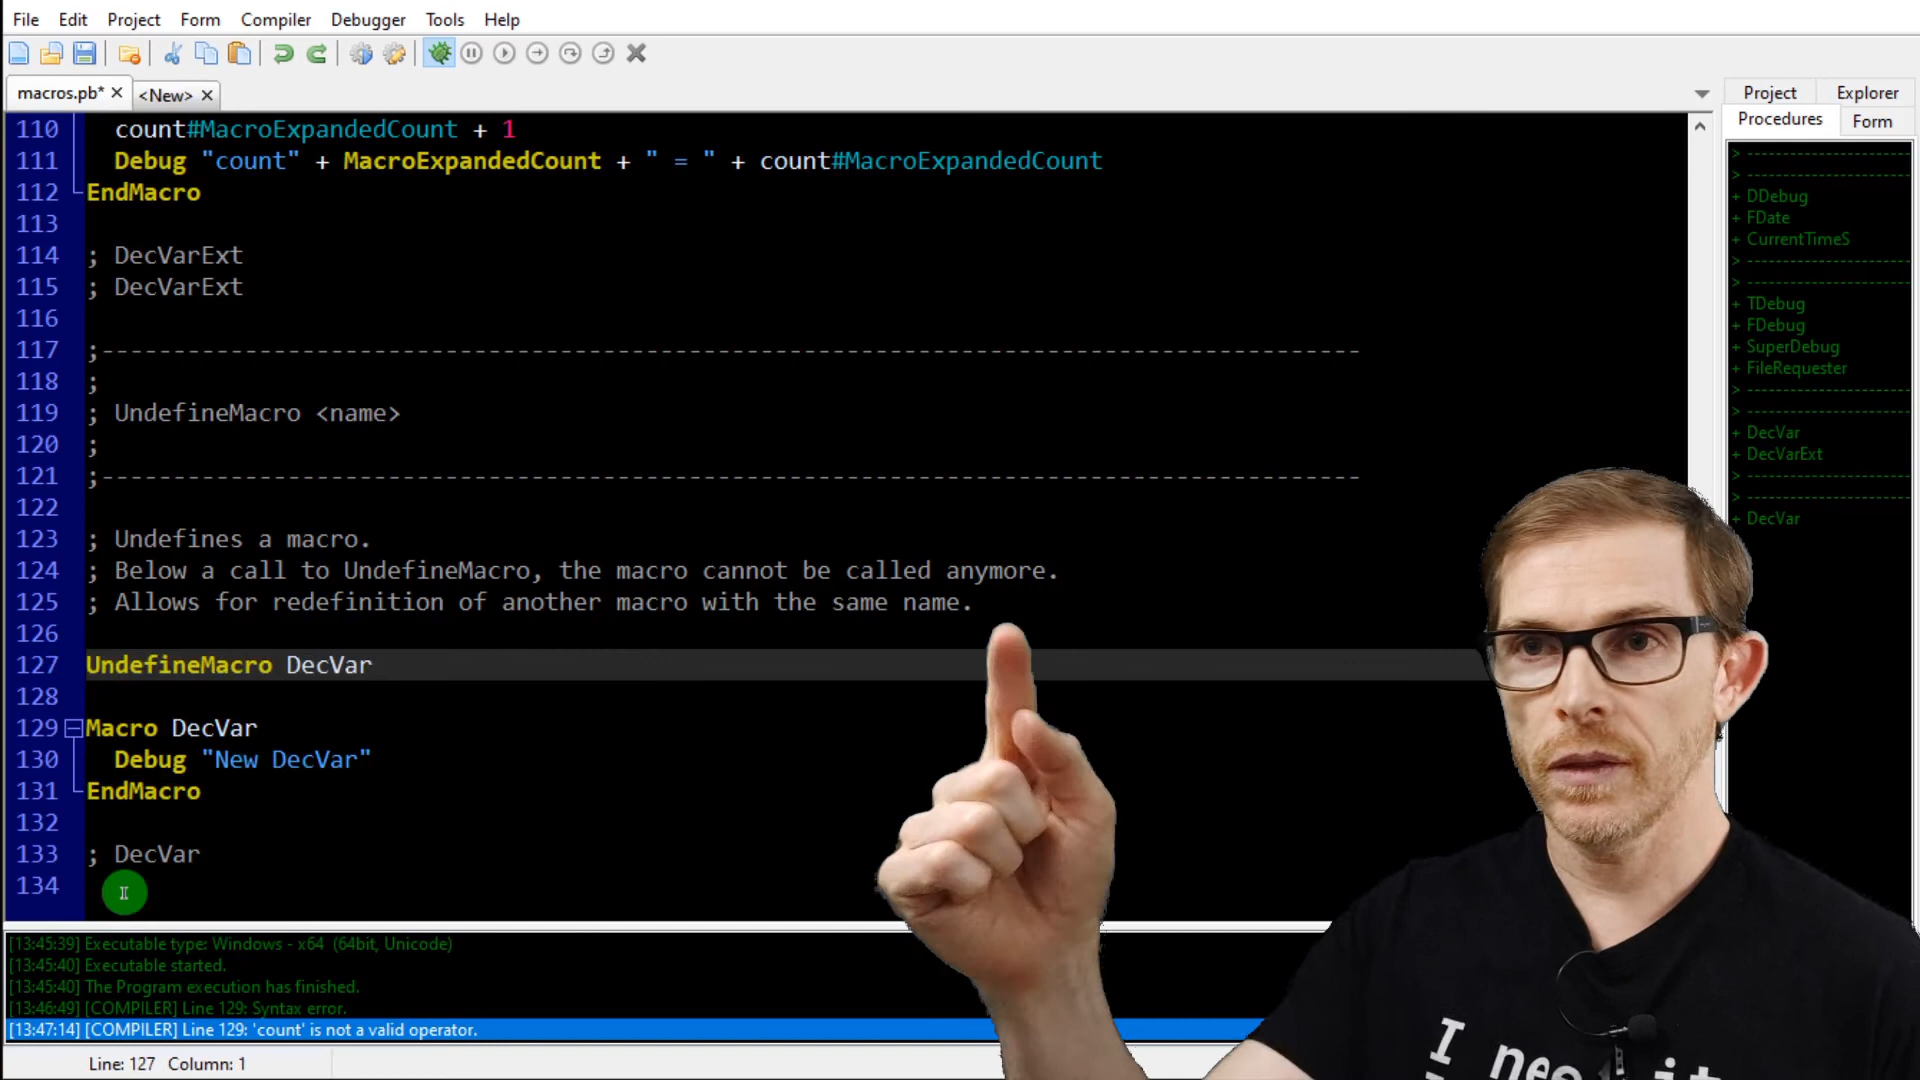 File Edit Project Form Compiler Debugger Tools Help
macros.pb* <New>
Project Explorer
Procedures Form
110 count#MacroExpandedCount + 1
111 Debug "count" + MacroExpandedCount + " = " + count#MacroExpandedCount
112 EndMacro
113
114 ; DecVarExt
115 ; DecVarExt
116
117 ;----------------------------------------------------------------------------------------
118 ;
119 ; UndefineMacro <name>
120 ;
121 ;----------------------------------------------------------------------------------------
122
123 ; Undefines a macro.
124 ; Below a call to UndefineMacro, the macro cannot be called anymore.
125 ; Allows for redefinition of another macro with the same name.
126
127 UndefineMacro DecVar
128
129 Macro DecVar
130 Debug "New DecVar"
131 EndMacro
132
133 ; DecVar
134
> -------------------
> -------------------
+ DDebug
+ FDate
+ CurrentTimeS
> -------------------
> -------------------
+ TDebug
+ FDebug
+ SuperDebug
+ FileRequester
> -------------------
> -------------------
+ DecVar
+ DecVarExt
> -------------------
> -------------------
+ DecVar
[13:45:39] Executable type: Windows - x64 (64bit, Unicode)
[13:45:40] Executable started.
[13:45:40] The Program execution has finished.
[13:46:49] [COMPILER] Line 129: Syntax error.
[13:47:14] [COMPILER] Line 129: 'count' is not a valid operator.
Line: 127 Column: 1
I need it